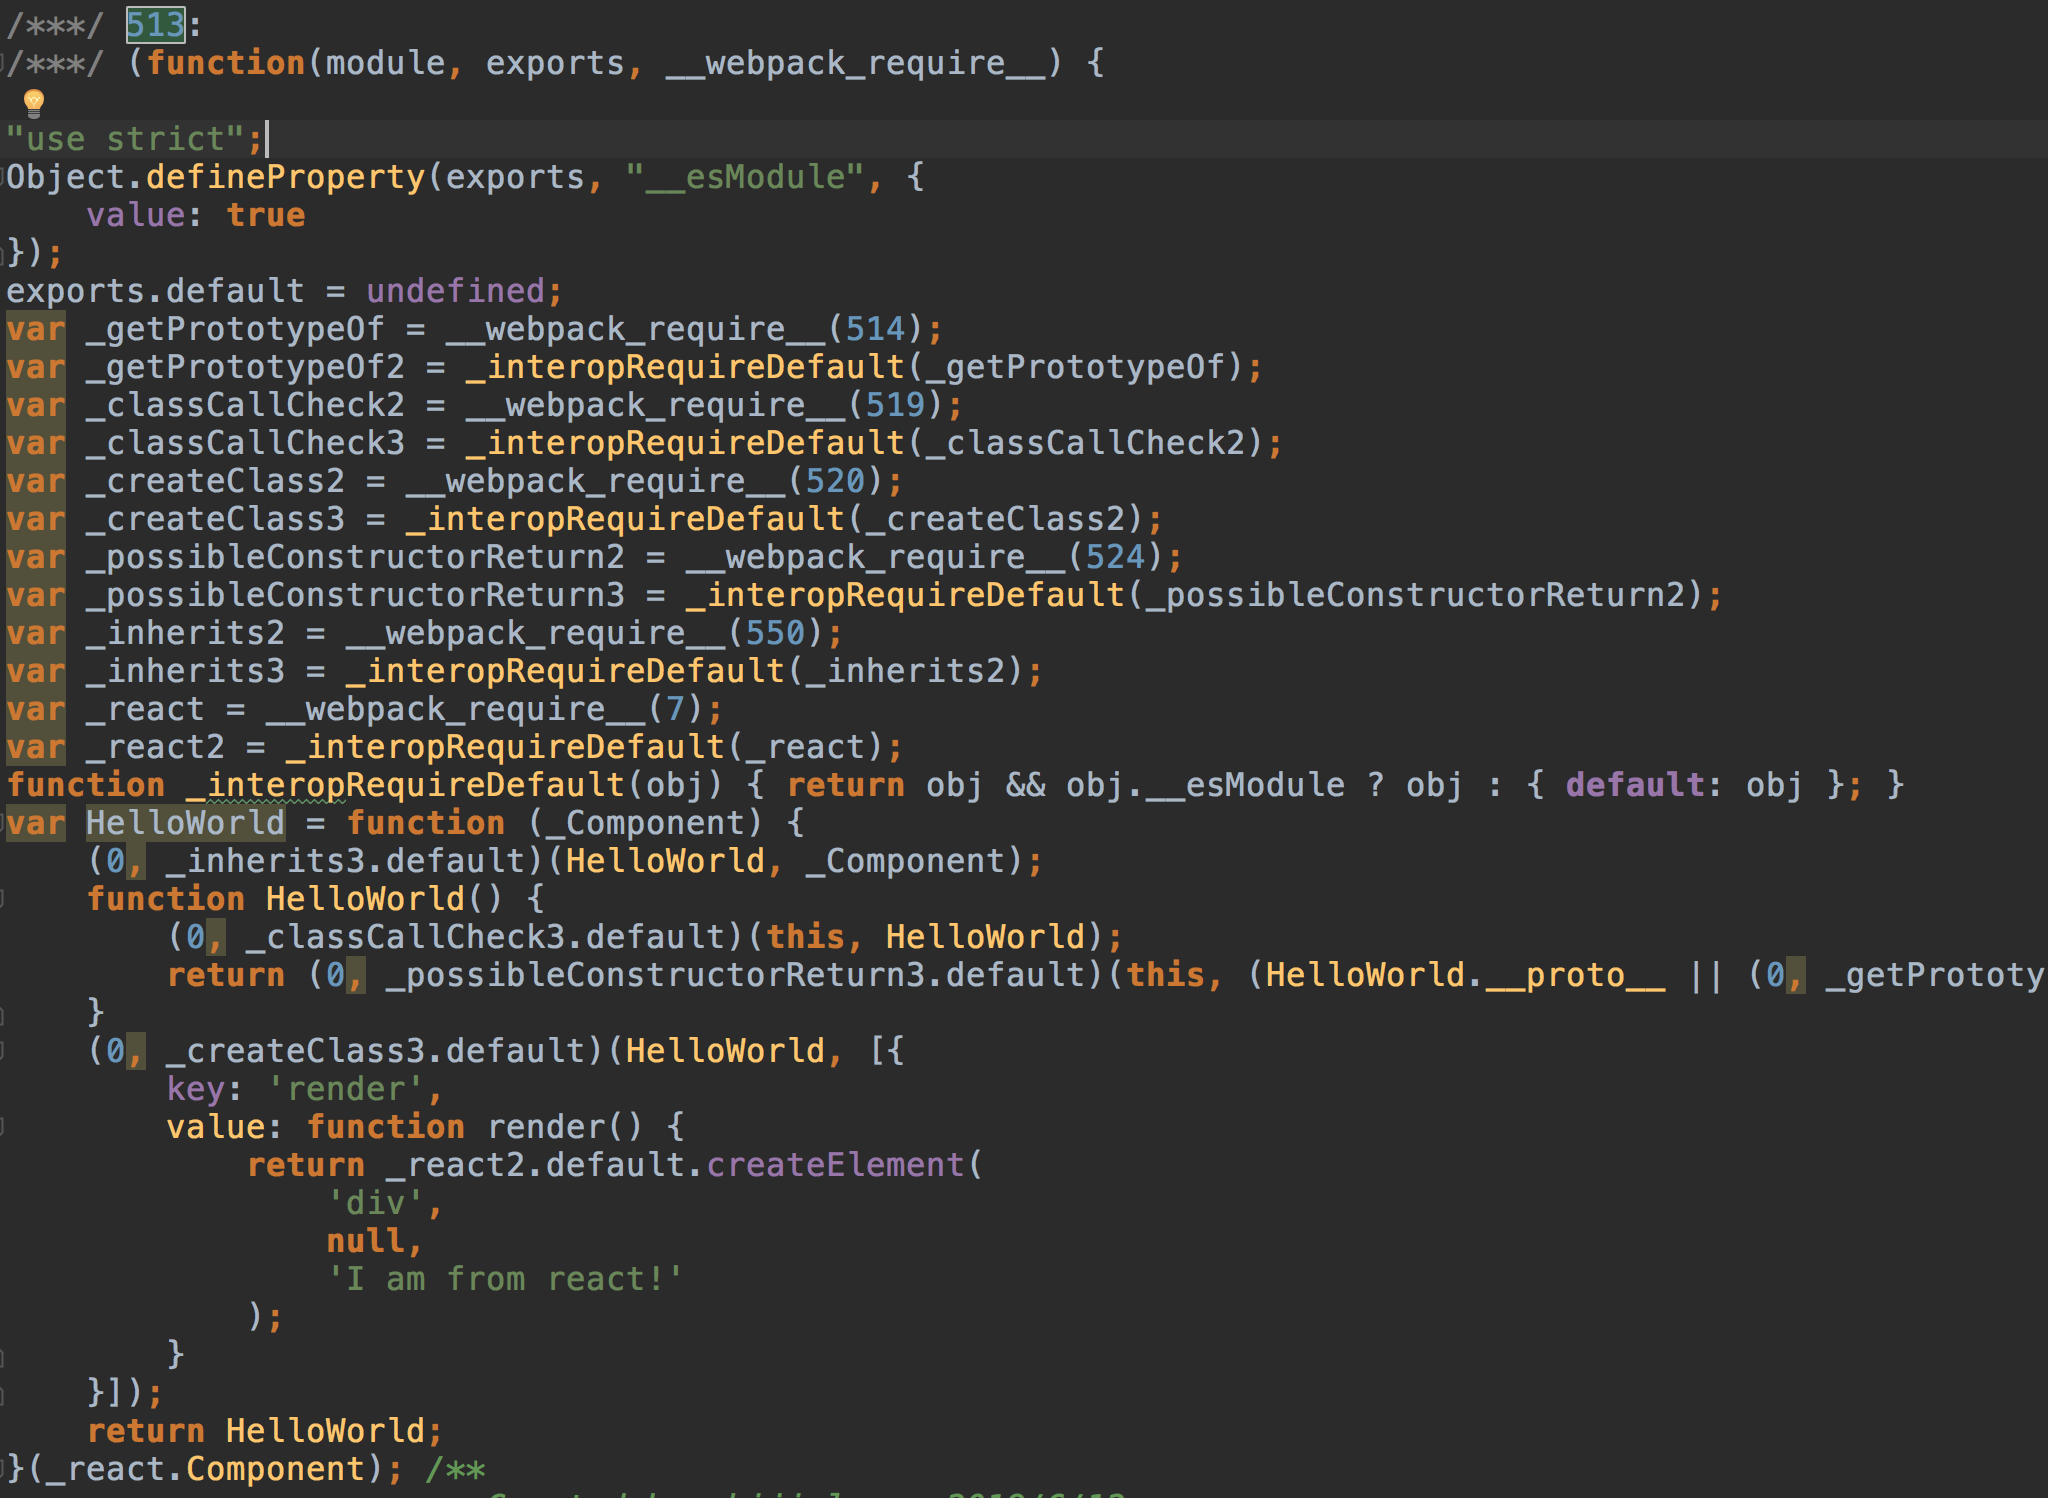 /***/ 513:
/***/ (function(module, exports, __webpack_require__) {
"use strict";
Object.defineProperty(exports, "__esModule", {
    value: true
});
exports.default = undefined;
var _getPrototypeOf = __webpack_require__(514);
var _getPrototypeOf2 = _interopRequireDefault(_getPrototypeOf);
var _classCallCheck2 = __webpack_require__(519);
var _classCallCheck3 = _interopRequireDefault(_classCallCheck2);
var _createClass2 = __webpack_require__(520);
var _createClass3 = _interopRequireDefault(_createClass2);
var _possibleConstructorReturn2 = __webpack_require__(524);
var _possibleConstructorReturn3 = _interopRequireDefault(_possibleConstructorReturn2);
var _inherits2 = __webpack_require__(550);
var _inherits3 = _interopRequireDefault(_inherits2);
var _react = __webpack_require__(7);
var _react2 = _interopRequireDefault(_react);
function _interopRequireDefault(obj) { return obj && obj.__esModule ? obj : { default: obj }; }
var HelloWorld = function (_Component) {
    (0, _inherits3.default)(HelloWorld, _Component);
    function HelloWorld() {
        (0, _classCallCheck3.default)(this, HelloWorld);
        return (0, _possibleConstructorReturn3.default)(this, (HelloWorld.__proto__ || (0, _getPrototy
    }
    (0, _createClass3.default)(HelloWorld, [{
        key: 'render',
        value: function render() {
            return _react2.default.createElement(
                'div',
                null,
                'I am from react!'
            );
        }
    }]);
    return HelloWorld;
}(_react.Component); /**